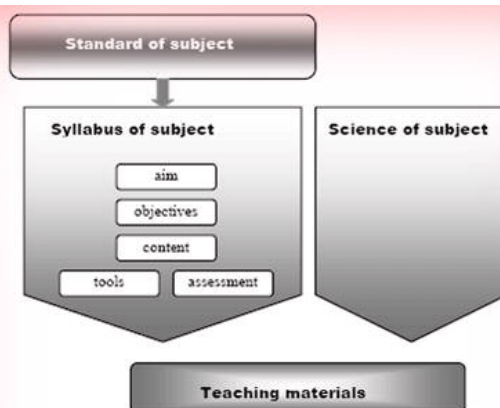 Standard of subject
Syllabus of subject
aim
objectives
content
tools
assessment
Science of subject
Teaching materials